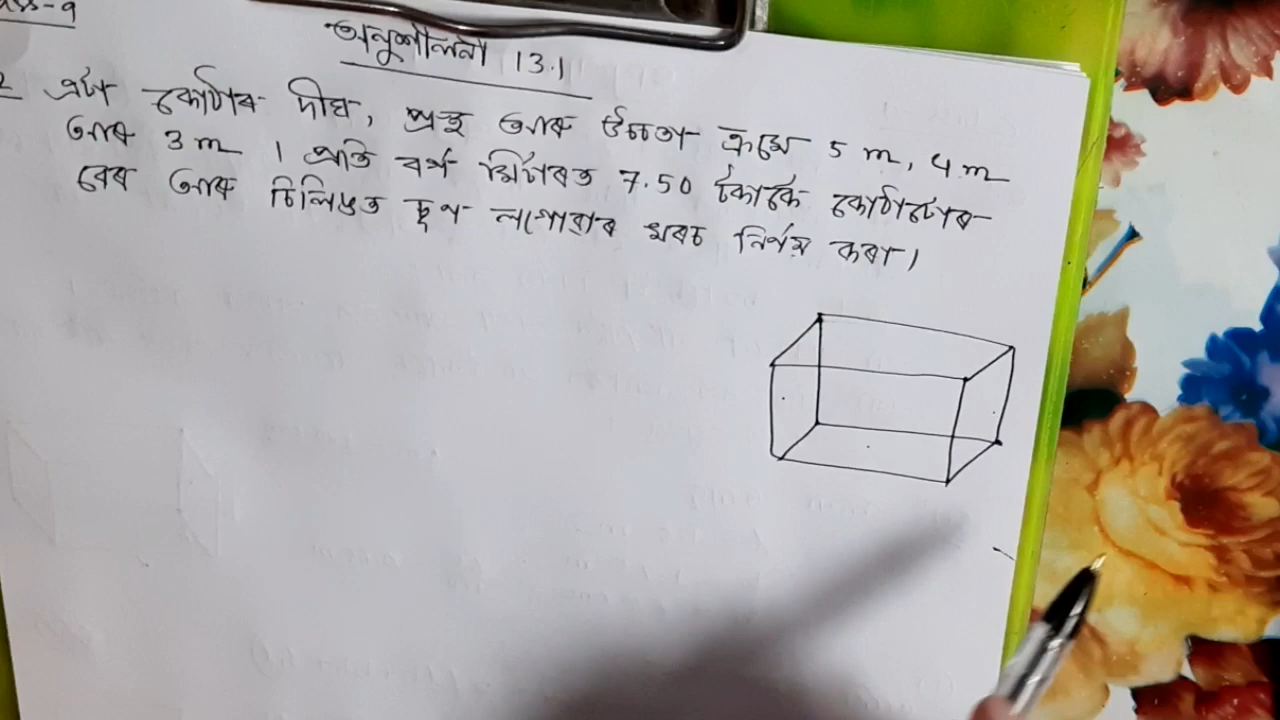 অনুশীলনী 13.1
2 এটা কোঠাৰ দীঘ, প্ৰস্থ আৰু উচ্চতা ক্ৰমে 5 m, 4 m
আৰু 3 m । প্ৰতি বৰ্গ মিটাৰত 7.50 টকাকৈ কোঠাটোৰ
বেৰ আৰু চিলিঙত চূণ লগোৱাৰ খৰচ নিৰ্ণয় কৰা।